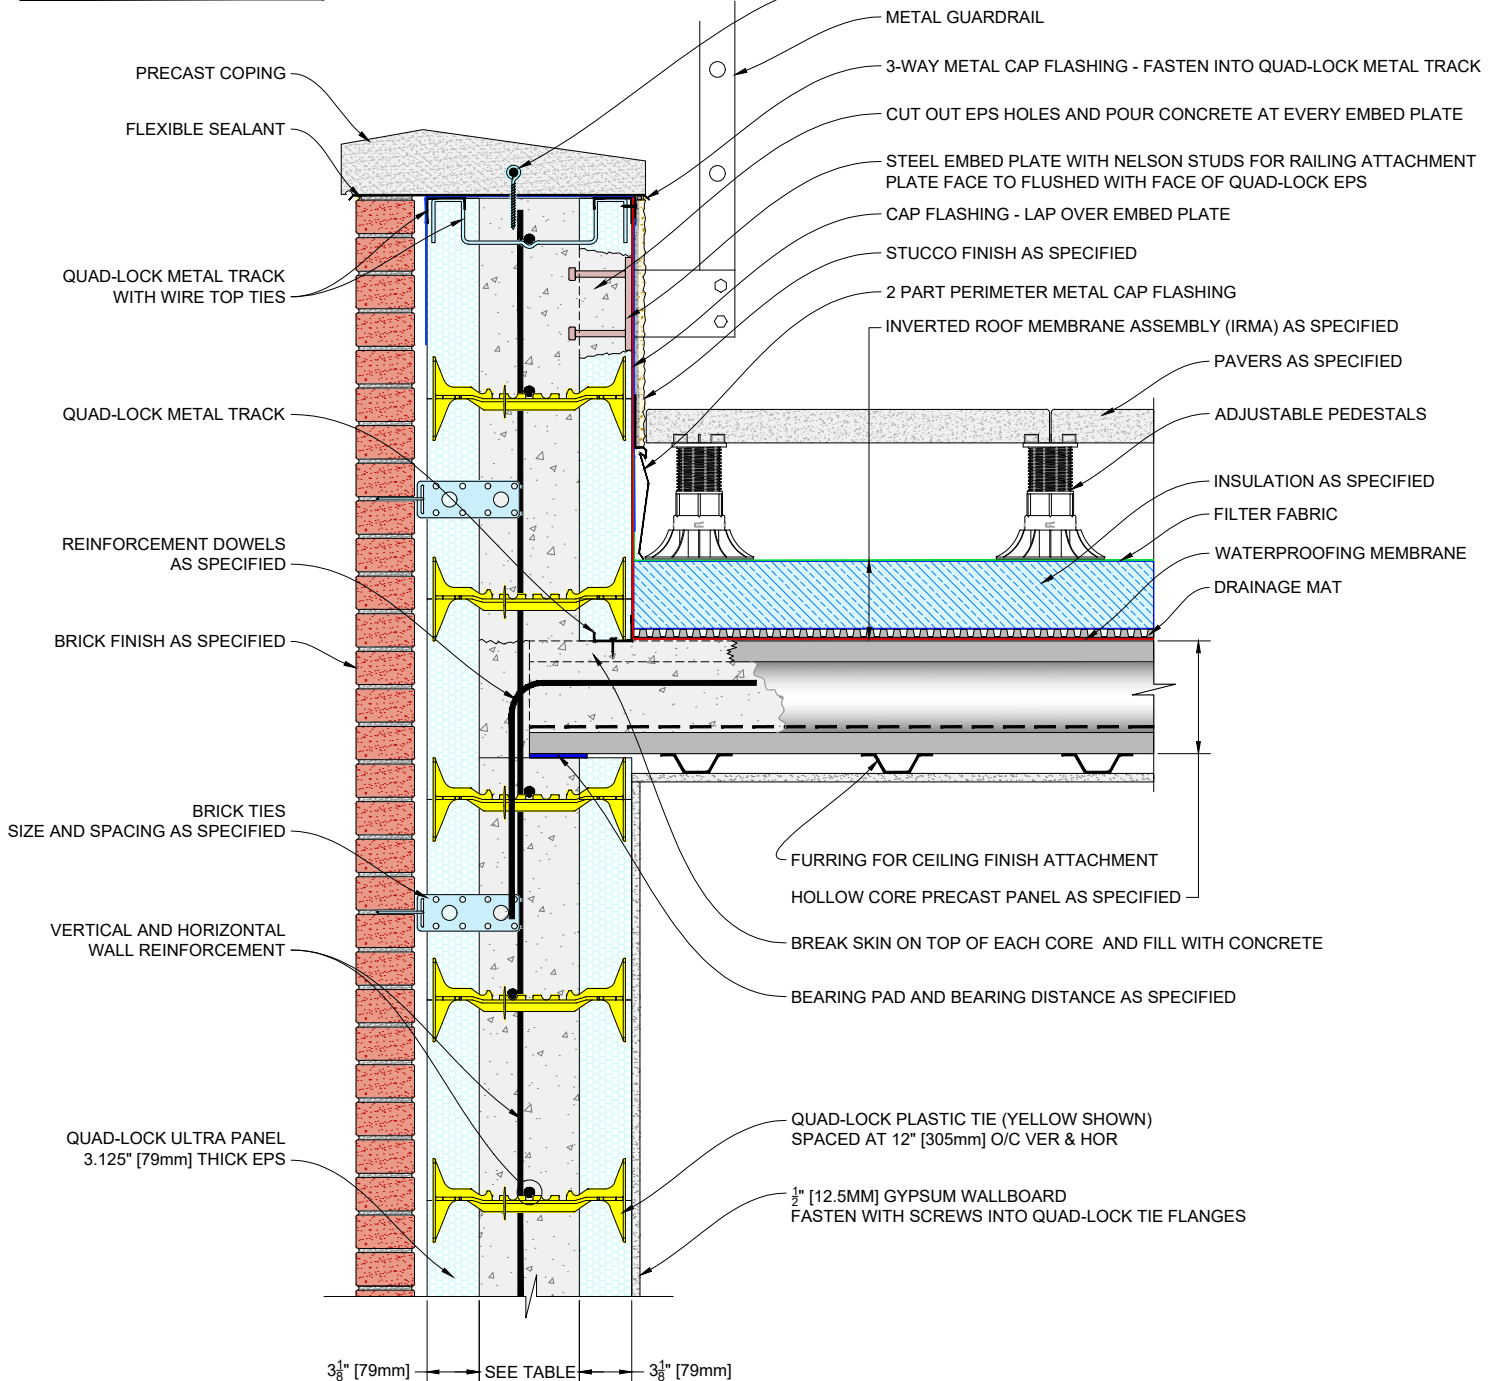 METAL GUARDRAIL
PRECAST COPING
3-WAY METAL CAP FLASHING - FASTEN INTO QUAD-LOCK METAL TRACK
CUT OUT EPS HOLES AND POUR CONCRETE AT EVERY EMBED PLATE
FLEXIBLE SEALANT
STEEL EMBED PLATE WITH NELSON STUDS FOR RAILING ATTACHMENT
PLATE FACE TO FLUSHED WITH FACE OF QUAD-LOCK EPS
CAP FLASHING - LAP OVER EMBED PLATE
STUCCO FINISH AS SPECIFIED
QUAD-LOCK METAL TRACK
WITH WIRE TOP TIES
2 PART PERIMETER METAL CAP FLASHING
INVERTED ROOF MEMBRANE ASSEMBLY (IRMA) AS SPECIFIED
PAVERS AS SPECIFIED
QUAD-LOCK METAL TRACK
ADJUSTABLE PEDESTALS
INSULATION AS SPECIFIED
FILTER FABRIC
REINFORCEMENT DOWELS
AS SPECIFIED
WATERPROOFING MEMBRANE
DRAINAGE MAT
BRICK FINISH AS SPECIFIED
BRICK TIES
SIZE AND SPACING AS SPECIFIED
FURRING FOR CEILING FINISH ATTACHMENT
HOLLOW CORE PRECAST PANEL AS SPECIFIED
VERTICAL AND HORIZONTAL
WALL REINFORCEMENT
BREAK SKIN ON TOP OF EACH CORE AND FILL WITH CONCRETE
BEARING PAD AND BEARING DISTANCE AS SPECIFIED
QUAD-LOCK PLASTIC TIE (YELLOW SHOWN)
SPACED AT 12" [305mm] O/C VER & HOR
QUAD-LOCK ULTRA PANEL
3.125" [79mm] THICK EPS
1/2" [12.5MM] GYPSUM WALLBOARD
FASTEN WITH SCREWS INTO QUAD-LOCK TIE FLANGES
3 1/8" [79mm]
SEE TABLE
3 1/8" [79mm]